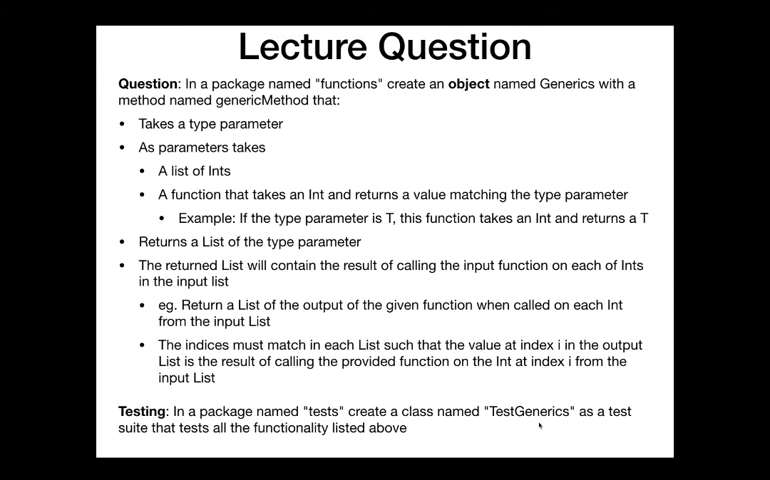 Lecture Question
Question: In a package named "functions" create an object named Generics with a
method named genericMethod that:
• Takes a type parameter
• As parameters takes
• A list of Ints
• A function that takes an Int and returns a value matching the type parameter
• Example: If the type parameter is T, this function takes an Int and returns a T
• Returns a List of the type parameter
• The returned List will contain the result of calling the input function on each of Ints
in the input list
• eg. Return a List of the output of the given function when called on each Int
from the input List
• The indices must match in each List such that the value at index i in the output
List is the result of calling the provided function on the Int at index i from the
input List
Testing: In a package named "tests" create a class named "TestGenerics" as a test
suite that tests all the functionality listed above